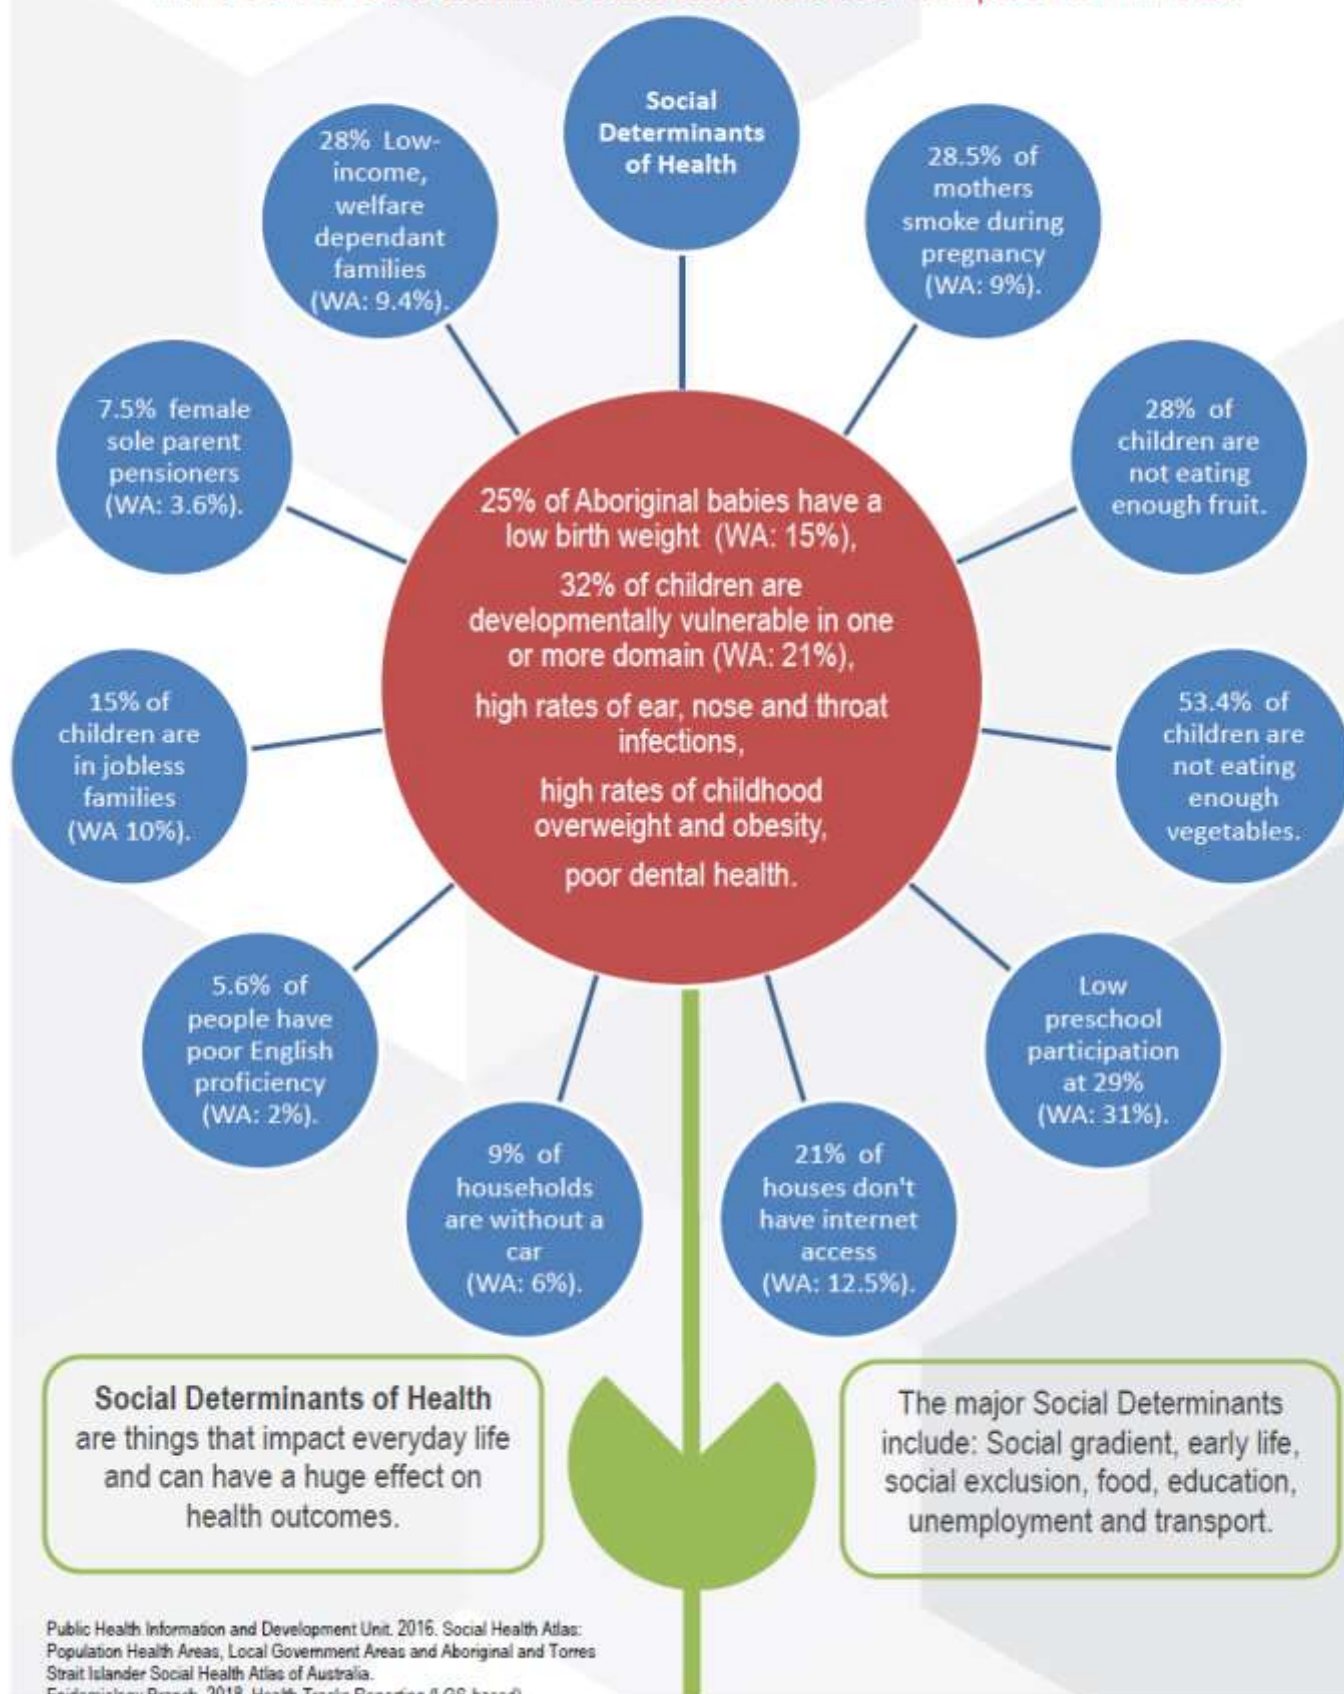 Social
Determinants
of Health
28% Low-
income,
welfare
dependant
families
(WA: 9.4%).
28.5% of
mothers
smoke during
pregnancy
(WA: 9%).
7.5% female
sole parent
pensioners
(WA: 3.6%).
28% of
children are
not eating
enough fruit.
25% of Aboriginal babies have a
low birth weight (WA: 15%),
32% of children are
developmentally vulnerable in one
or more domain (WA: 21%),
high rates of ear, nose and throat
infections,
high rates of childhood
overweight and obesity,
poor dental health.
15% of
children are
in jobless
families
(WA 10%).
53.4% of
children are
not eating
enough
vegetables.
5.6% of
people have
poor English
proficiency
(WA: 2%).
Low
preschool
participation
at 29%
(WA: 31%).
9% of
households
are without a
car
(WA: 6%).
21% of
houses don't
have internet
access
(WA: 12.5%).
Social Determinants of Health
are things that impact everyday life
and can have a huge effect on
health outcomes.
The major Social Determinants
include: Social gradient, early life,
social exclusion, food, education,
unemployment and transport.
Public Health Information and Development Unit. 2016. Social Health Atlas:
Population Health Areas, Local Government Areas and Aboriginal and Torres
Strait Islander Social Health Atlas of Australia.
Epidemiology Branch. 2018. Health Tracks Reporting